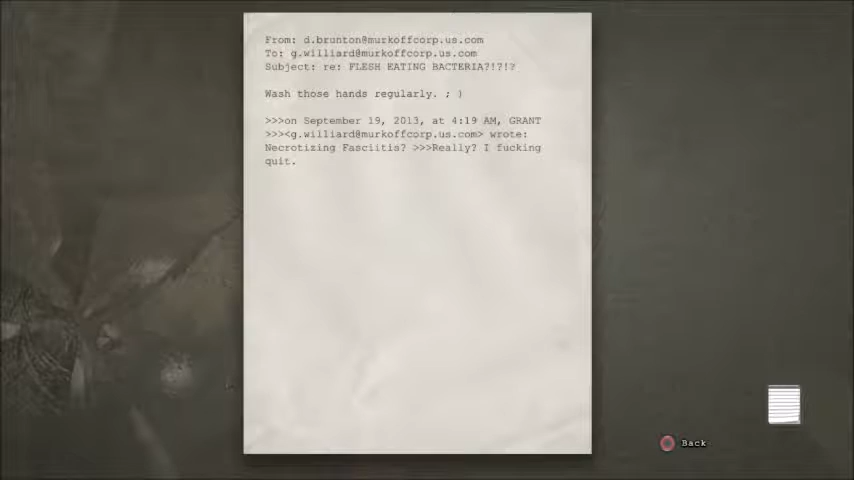 From: d.brunton@murkoffcorp.us.com
To: g.williard@murkoffcorp.us.com
Subject: re: FLESH EATING BACTERIA?!?!?
Wash those hands regularly. ; )
>>>on September 19, 2013, at 4:19 AM, GRANT
>>><g.williard@murkoffcorp.us.com> wrote:
Necrotizing Fasciitis? >>>Really? I fucking
quit.
Back